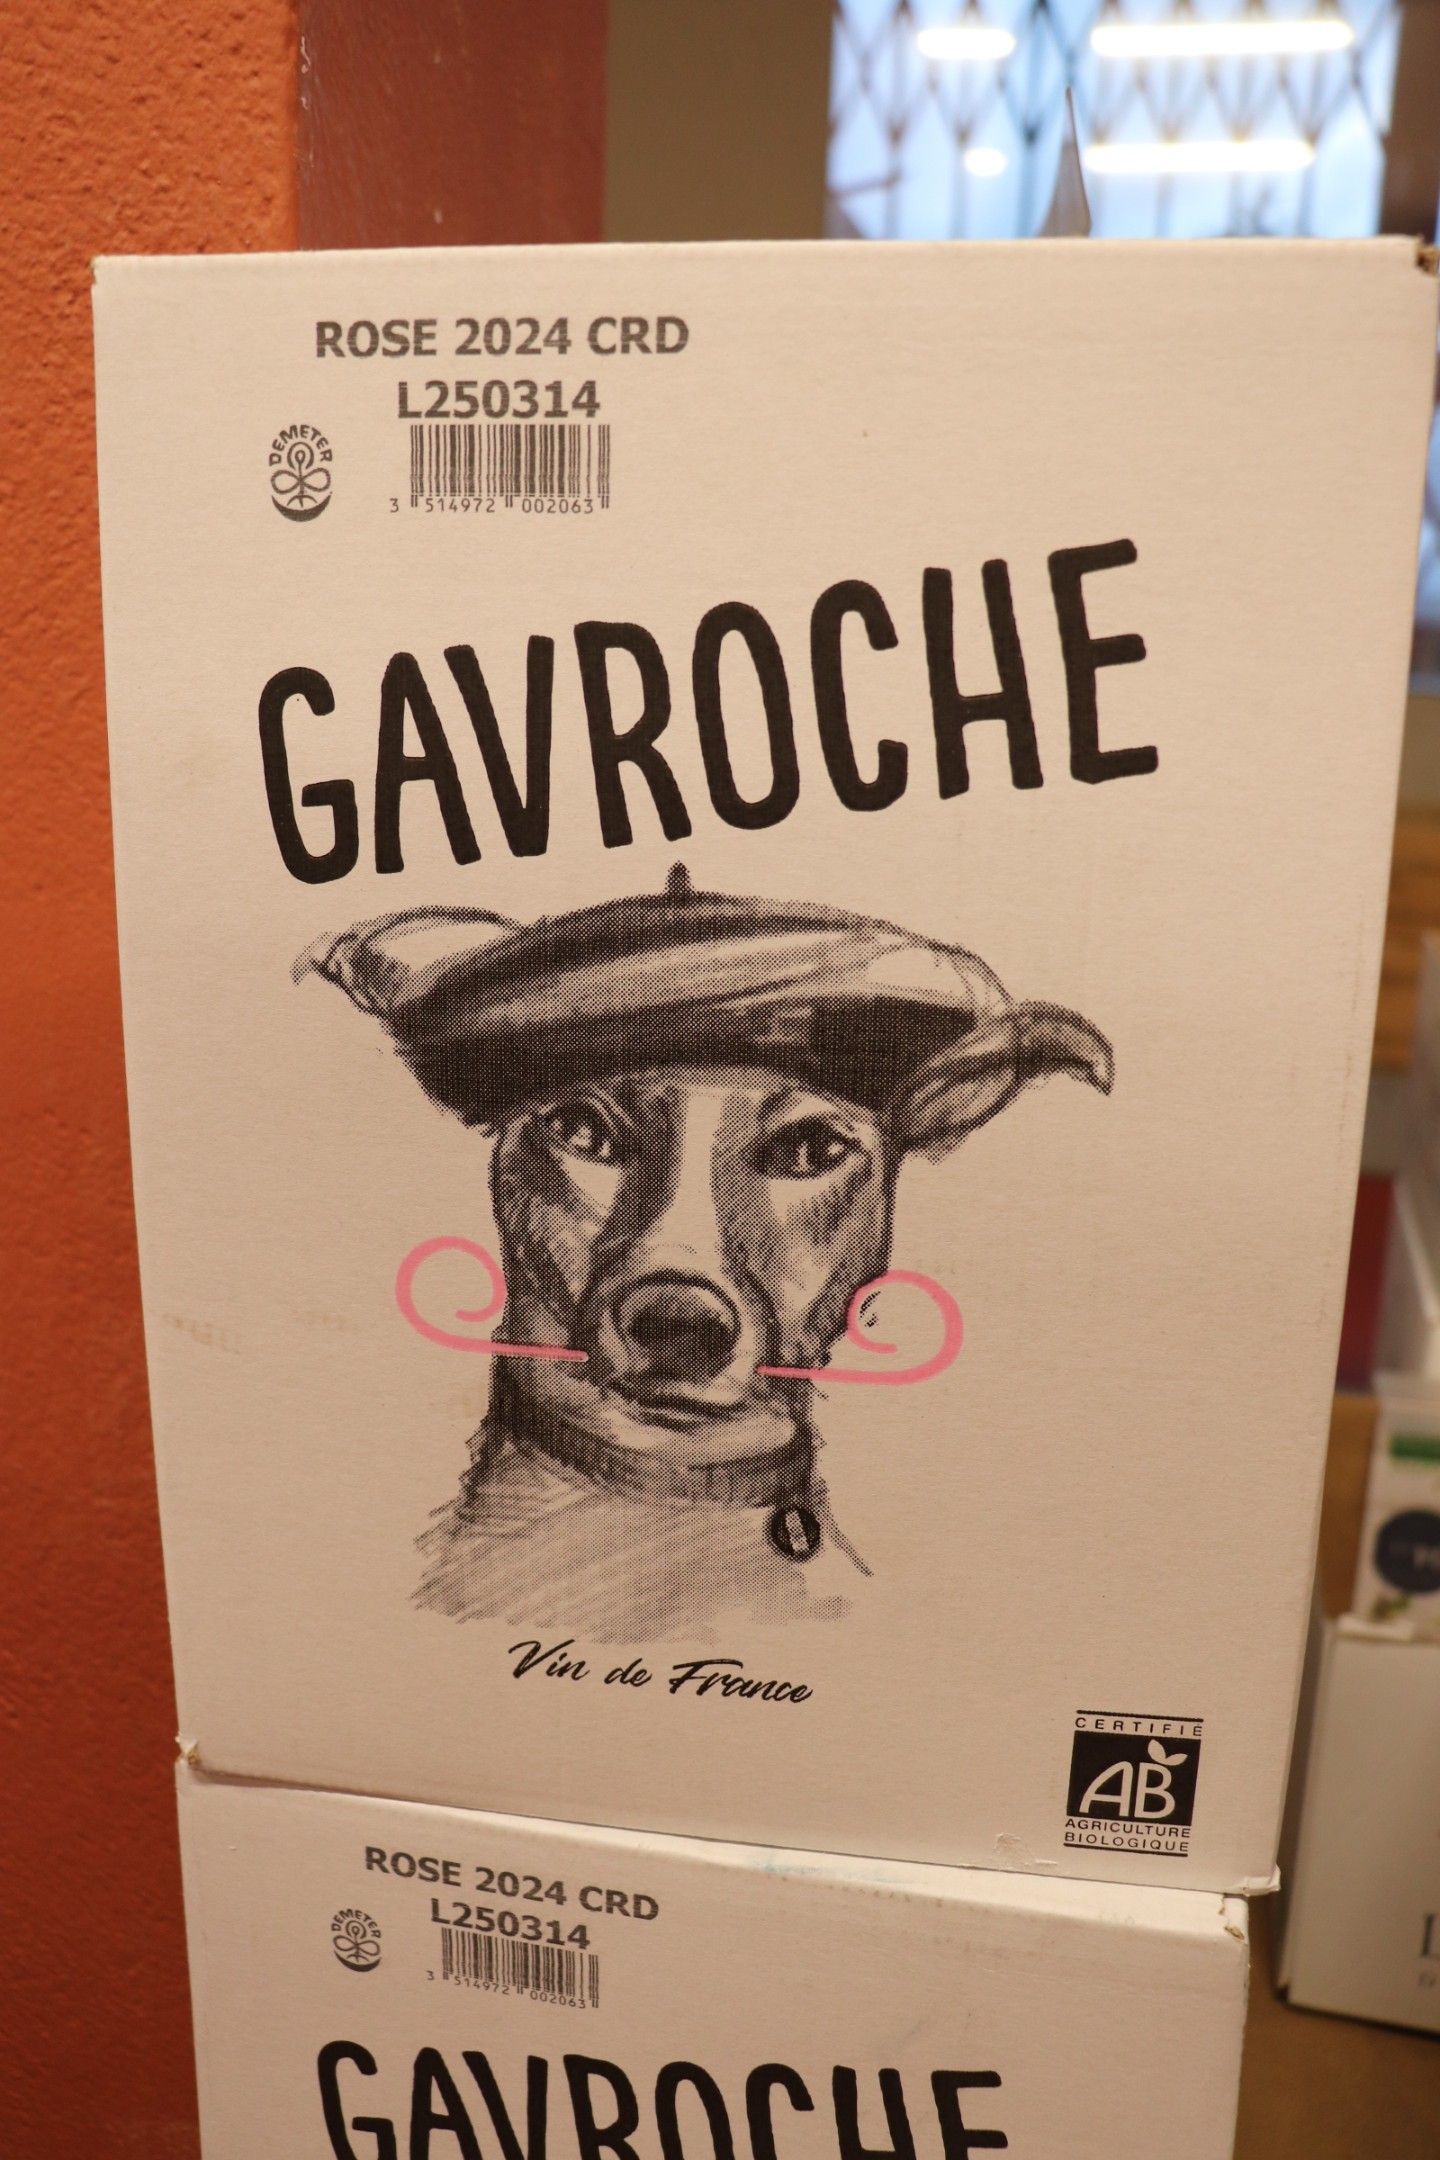 ROSE 2024 CRD
L250314
DEMETER
3 514972 002063
GAVROCHE
Vin de France
CERTIFIÉ
AB
AGRICULTURE
BIOLOGIQUE
ROSE 2024 CRD
L250314
DEMETER
3 514972 002063
GAVROCHE